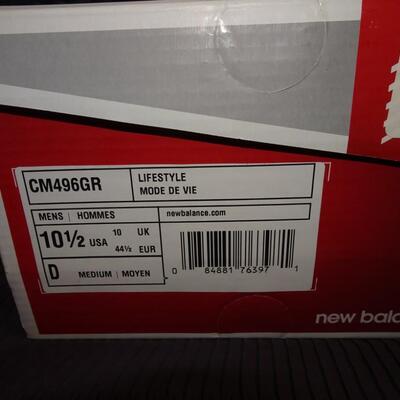 CM496GR
LIFESTYLE
MODE DE VIE
MENS | HOMMES
newbalance.com
10½ USA
10 UK
44½ EUR
D MEDIUM | MOYEN
0 84881 76397 1
new bala